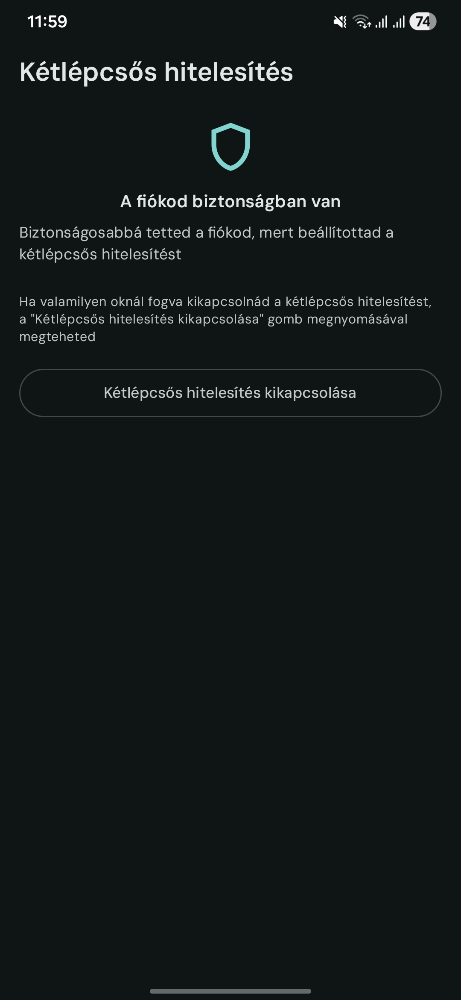 11:59
74
Kétlépcsős hitelesítés
A fiókod biztonságban van
Biztonságosabbá tetted a fiókod, mert beállítottad a
kétlépcsős hitelesítést
Ha valamilyen oknál fogva kikapcsolnád a kétlépcsős hitelesítést,
a "Kétlépcsős hitelesítés kikapcsolása" gomb megnyomásával
megteheted
Kétlépcsős hitelesítés kikapcsolása